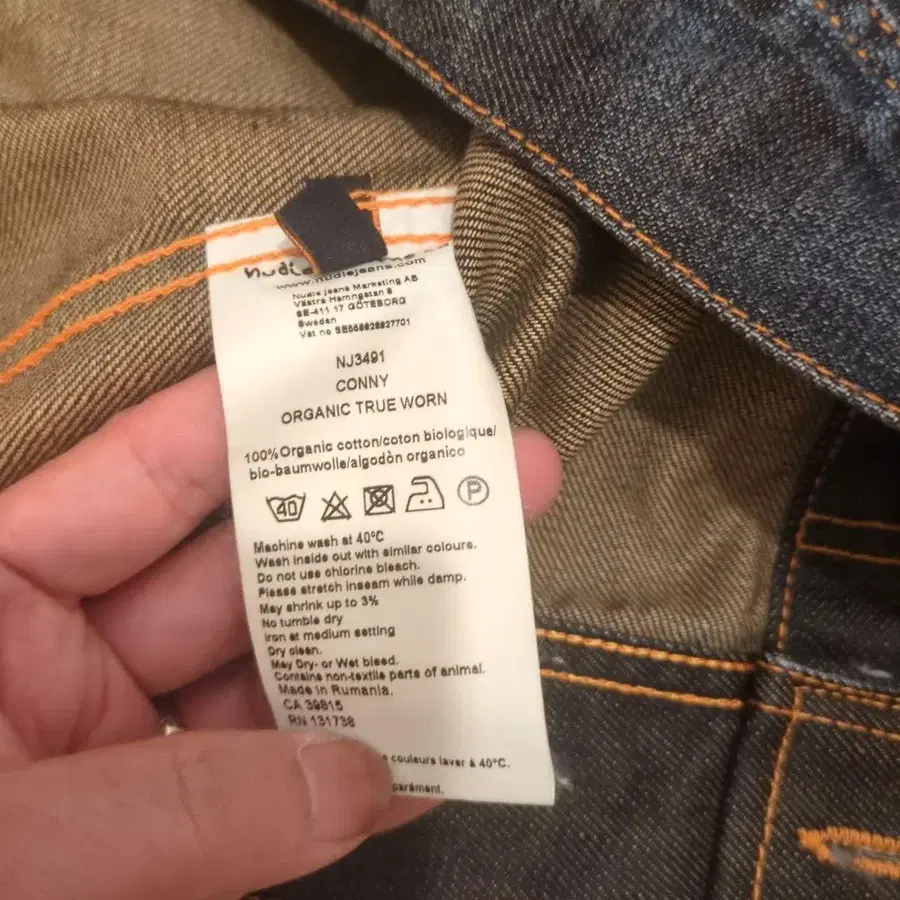 nudie
www.nudiejeans.com
Nudie Jeans Marketing AB
Västra Hamngatan 6
SE-411 17 GÖTEBORG
Sweden
Vat no
NJ3491
CONNY
ORGANIC TRUE WORN
100%Organic cotton/coton biologique/
bio-baumwolle/algodòn organico
40 P
Machine wash at 40°C
Wash inside out with similar colours.
Do not use chlorine bleach.
Please stretch inseam while damp.
May shrink up to 3%
No tumble dry
Iron at medium setting
Dry clean.
May Dry- or Wet bleed.
Contains non-textile parts of animal.
Made in Rumania.
CA 39815
RN 131738
couleurs laver à 40°C.
parément.